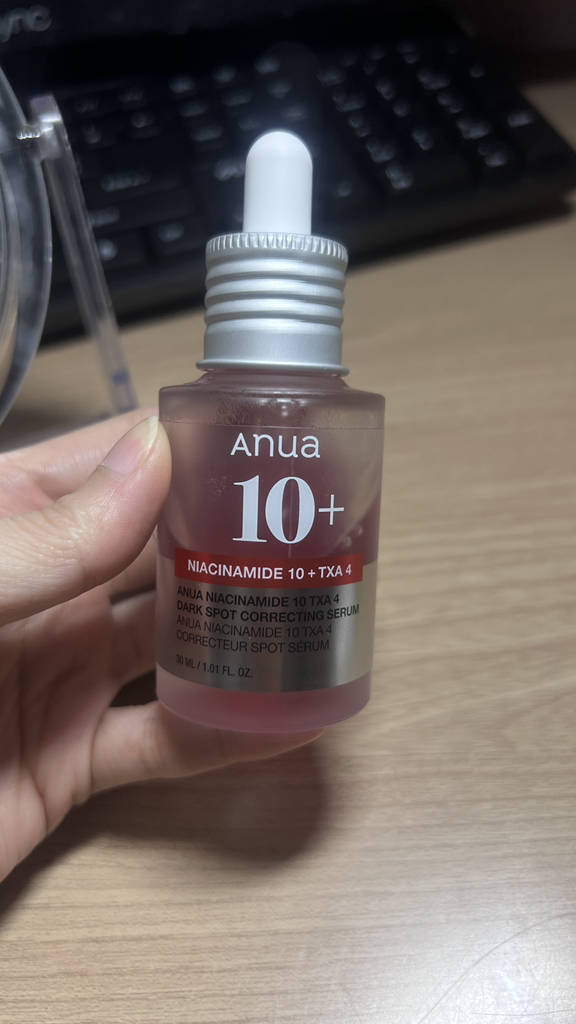 ync
Anua
10+
NIACINAMIDE 10 + TXA 4
ANUA NIACINAMIDE 10 TXA 4
DARK SPOT CORRECTING SERUM
ANUA NIACINAMIDE 10 TXA 4
CORRECTEUR SPOT SÉRUM
30 ML / 1.01 FL. OZ.